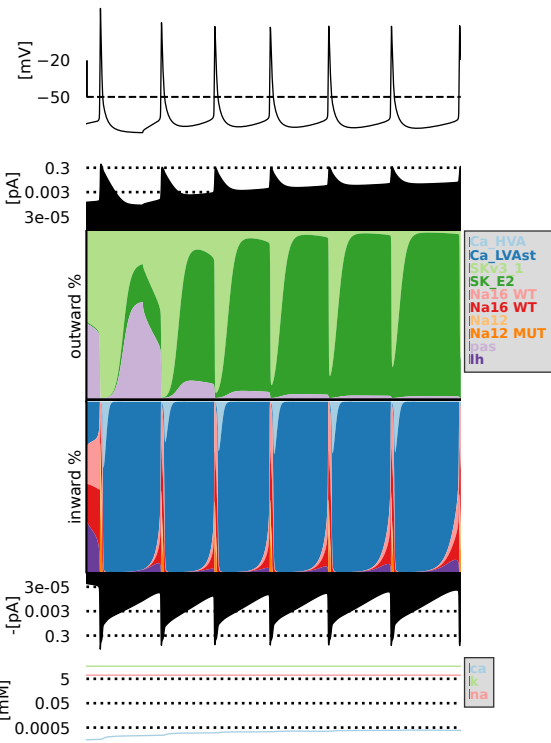 [mV]
−20
−50
[pA]
0.3
0.003
3e-05
outward %
Ca_HVA
Ca_LVAst
SKv3_1
SK_E2
Na16 WT
Na16 WT
Na12
Na12 MUT
pas
Ih
inward %
-[pA]
3e-05
0.003
0.3
[mM]
5
0.05
0.0005
ca
k
na